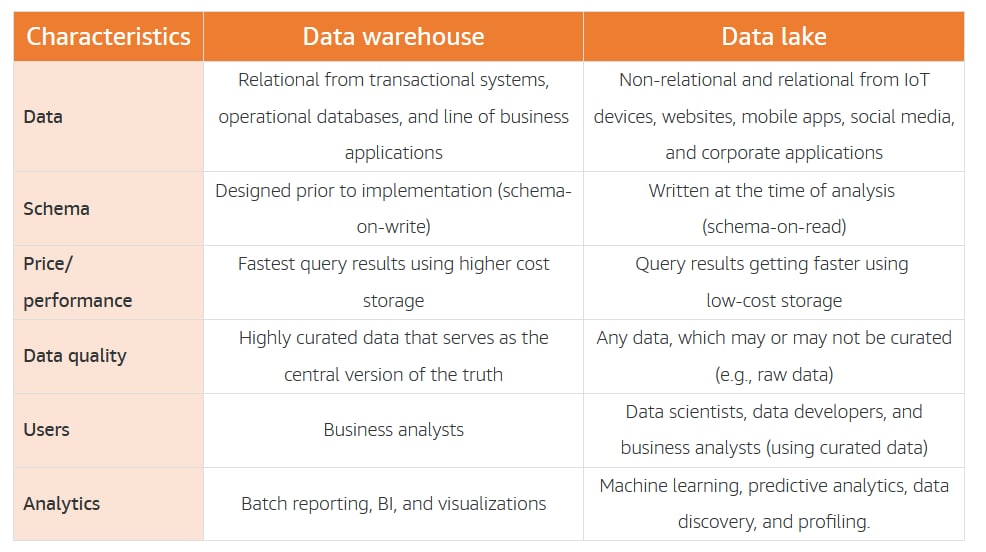 Characteristics
Data warehouse
Data lake
Data
Relational from transactional systems,
operational databases, and line of business
applications
Non-relational and relational from IoT
devices, websites, mobile apps, social media,
and corporate applications
Schema
Designed prior to implementation (schema-
on-write)
Written at the time of analysis
(schema-on-read)
Price/
performance
Fastest query results using higher cost
storage
Query results getting faster using
low-cost storage
Data quality
Highly curated data that serves as the
central version of the truth
Any data, which may or may not be curated
(e.g., raw data)
Users
Business analysts
Data scientists, data developers, and
business analysts (using curated data)
Analytics
Batch reporting, BI, and visualizations
Machine learning, predictive analytics, data
discovery, and profiling.